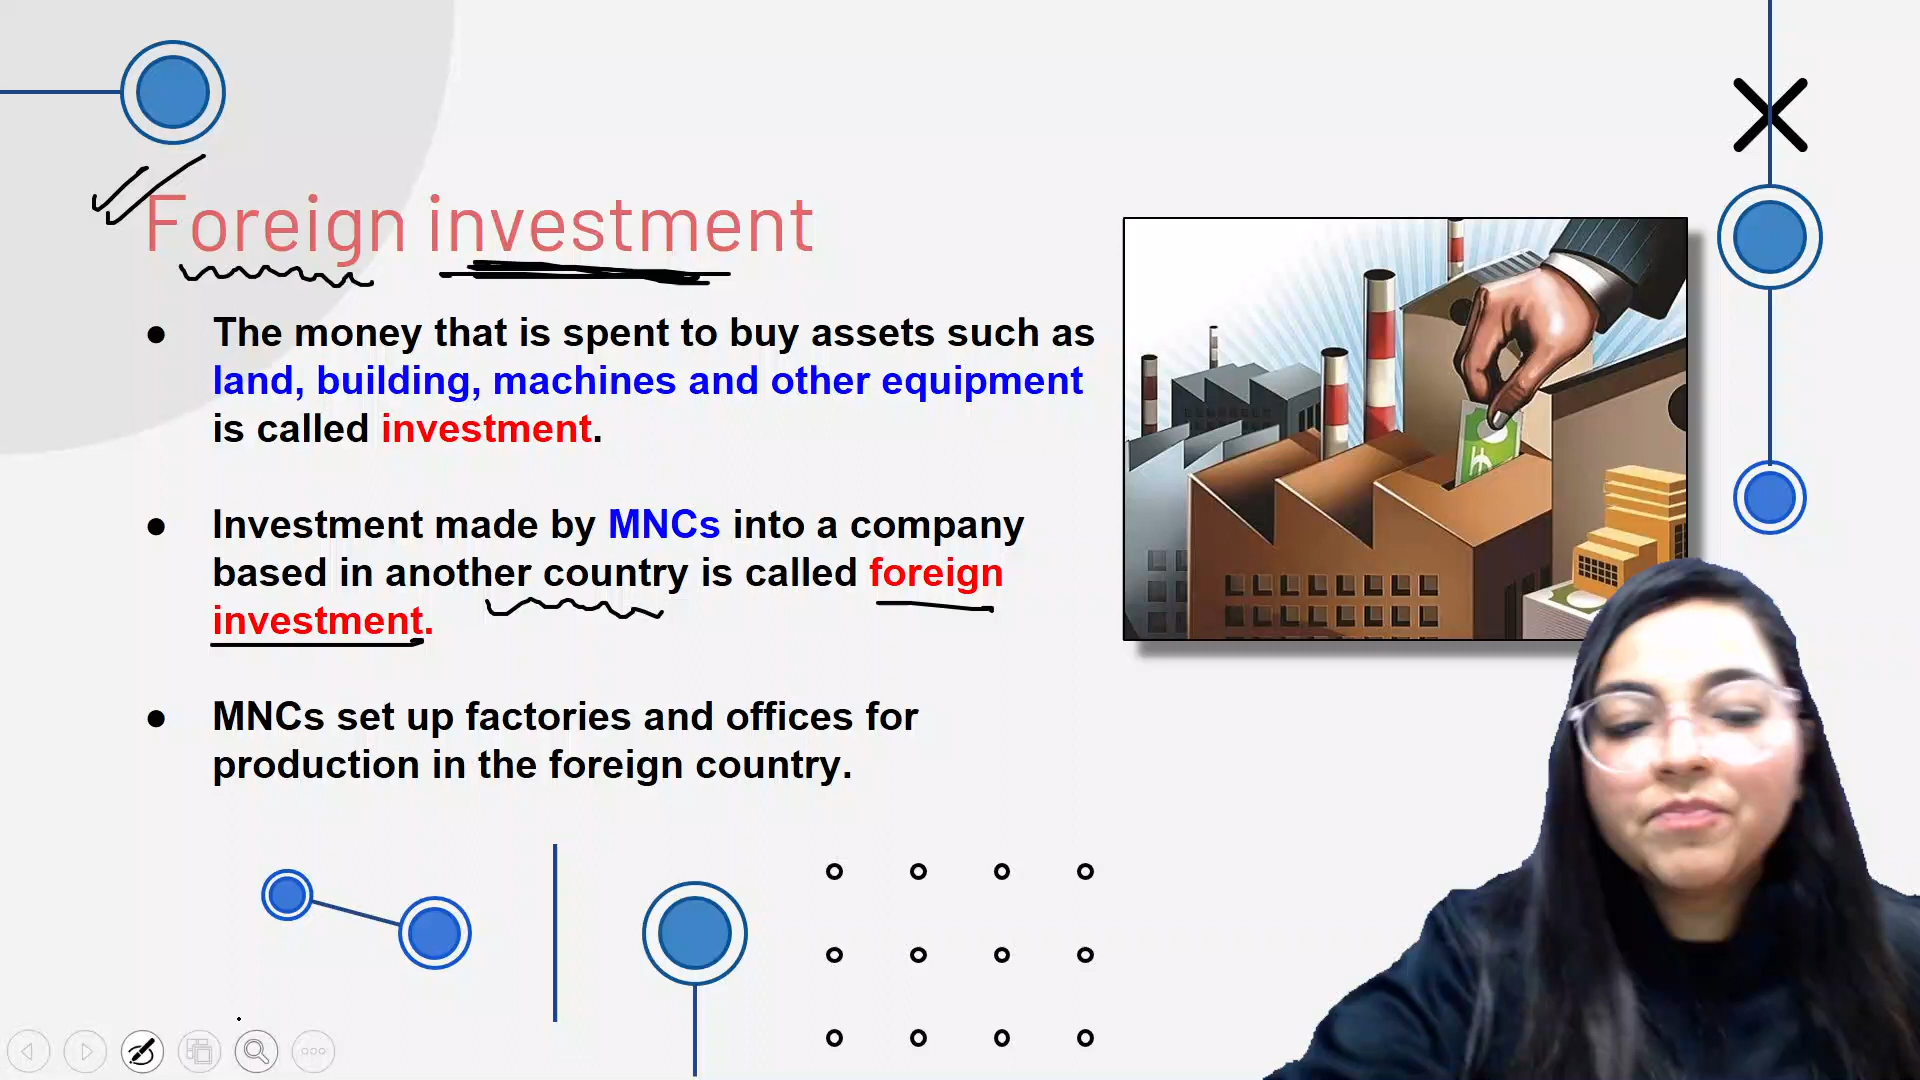 Foreign investment
● The money that is spent to buy assets such as
land, building, machines and other equipment
is called investment.
● Investment made by MNCs into a company
based in another country is called foreign
investment.
● MNCs set up factories and offices for
production in the foreign country.